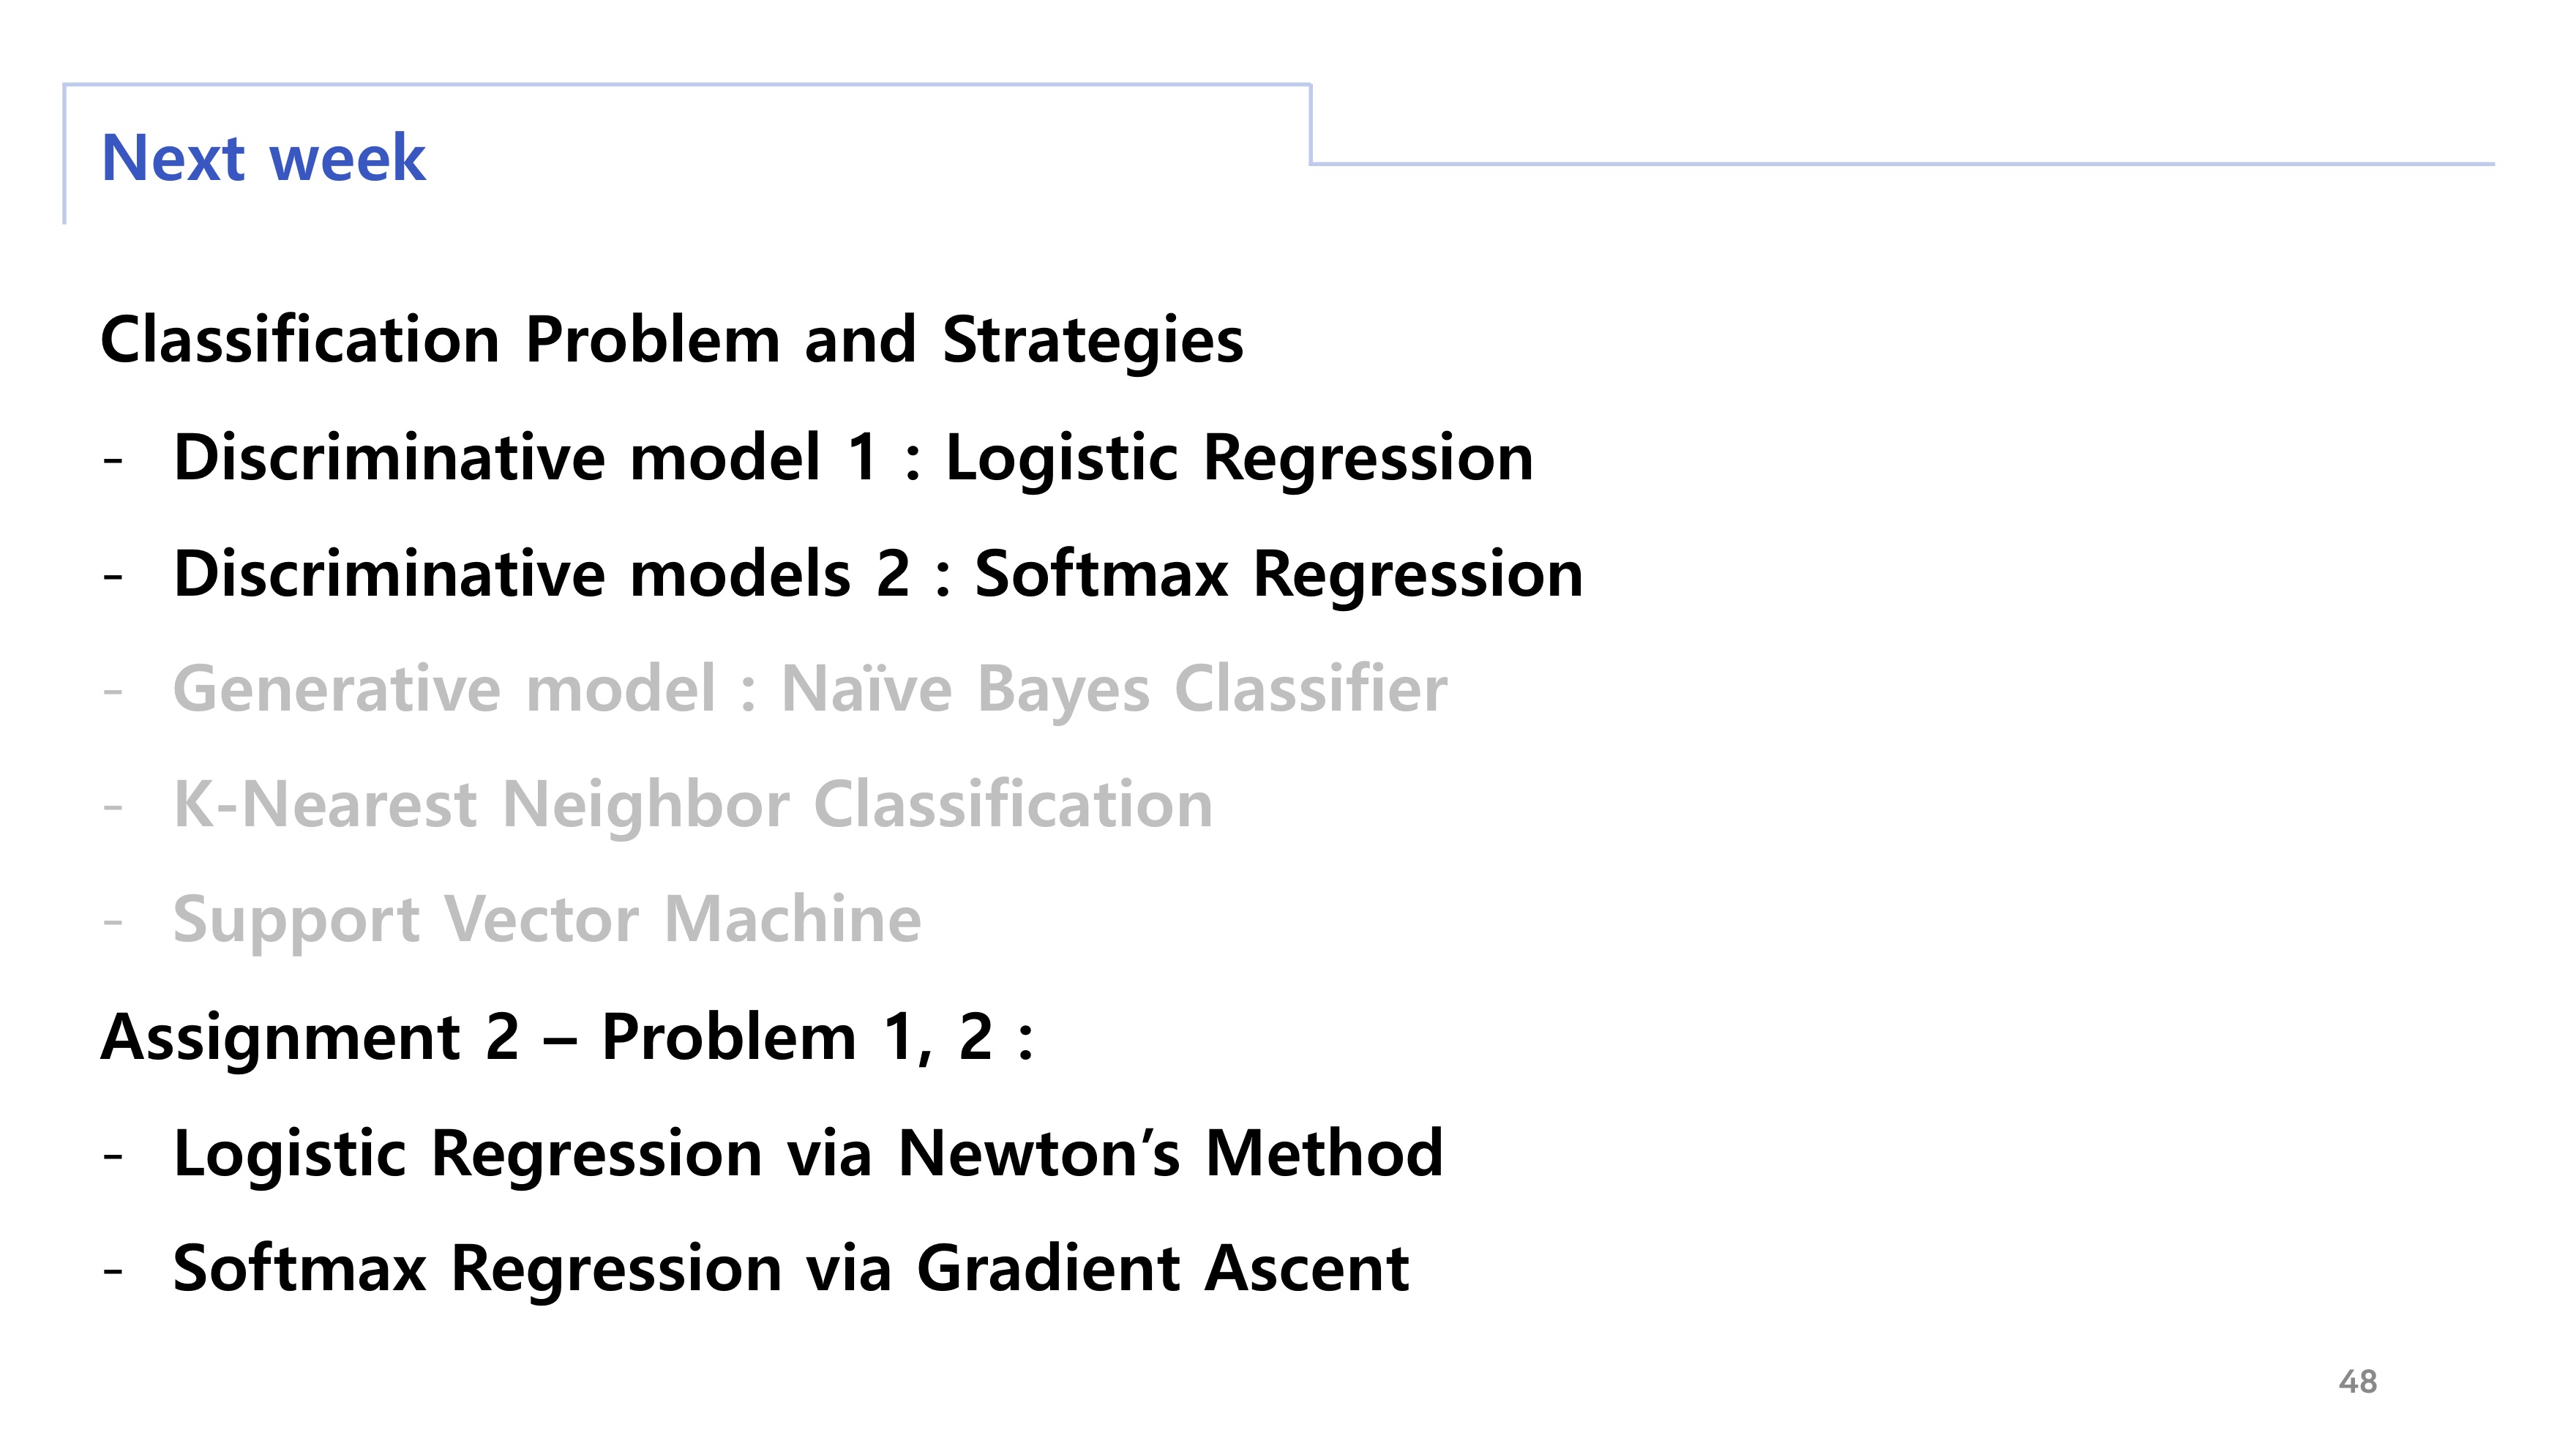 Next week
Classification Problem and Strategies
- Discriminative model 1 : Logistic Regression
- Discriminative models 2 : Softmax Regression
- Generative model : Naïve Bayes Classifier
- K-Nearest Neighbor Classification
- Support Vector Machine
Assignment 2 – Problem 1, 2 :
- Logistic Regression via Newton’s Method
- Softmax Regression via Gradient Ascent
48